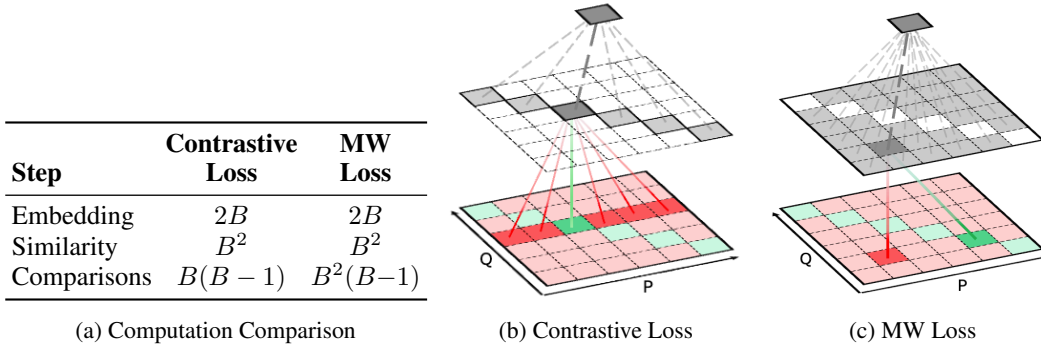 Contrastive MW
Step Loss Loss
Embedding 2B 2B
Similarity B² B²
Comparisons B(B − 1) B²(B−1)
Q
P
Q
P
(a) Computation Comparison
(b) Contrastive Loss
(c) MW Loss